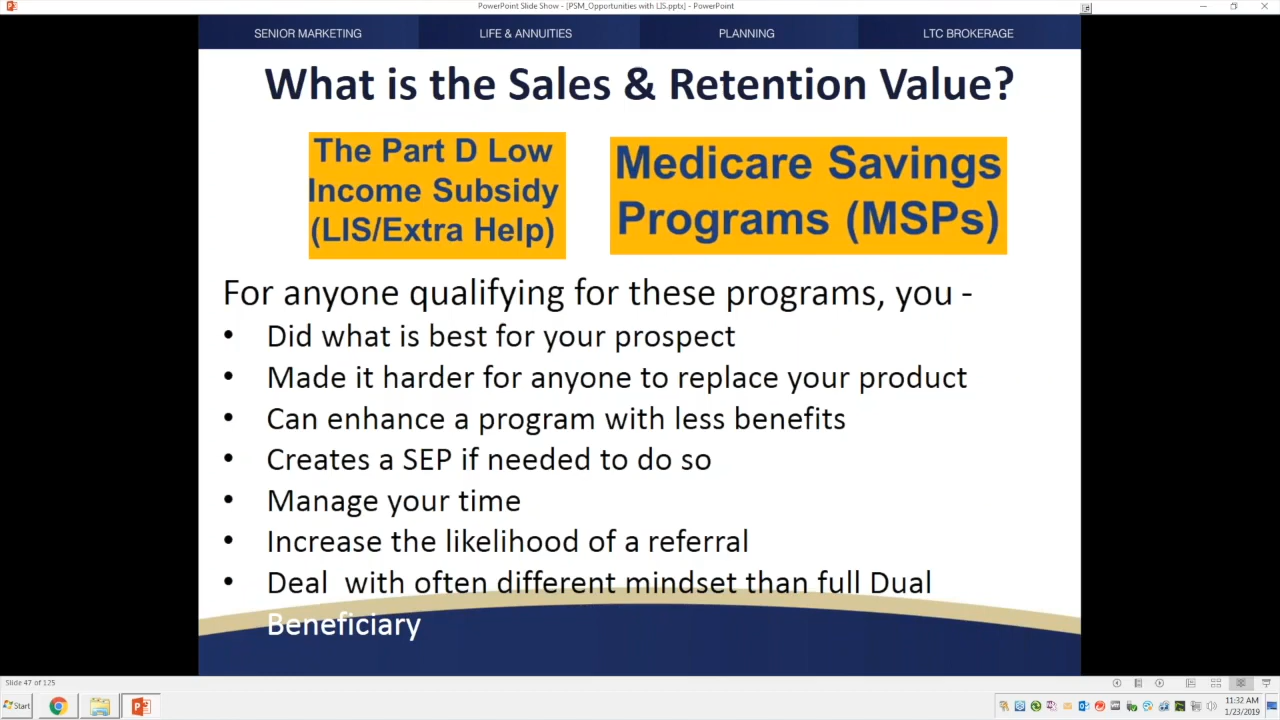 PowerPoint Slide Show - [PSM_Opportunities with LIS.pptx] - PowerPoint
SENIOR MARKETING
LIFE & ANNUITIES
PLANNING
LTC BROKERAGE
What is the Sales & Retention Value?
The Part D Low
Income Subsidy
(LIS/Extra Help)
Medicare Savings
Programs (MSPs)
For anyone qualifying for these programs, you -
• Did what is best for your prospect
• Made it harder for anyone to replace your product
• Can enhance a program with less benefits
• Creates a SEP if needed to do so
• Manage your time
• Increase the likelihood of a referral
• Deal  with often different mindset than full Dual
Beneficiary
Slide 47 of 125
Start
11:32 AM
1/23/2019